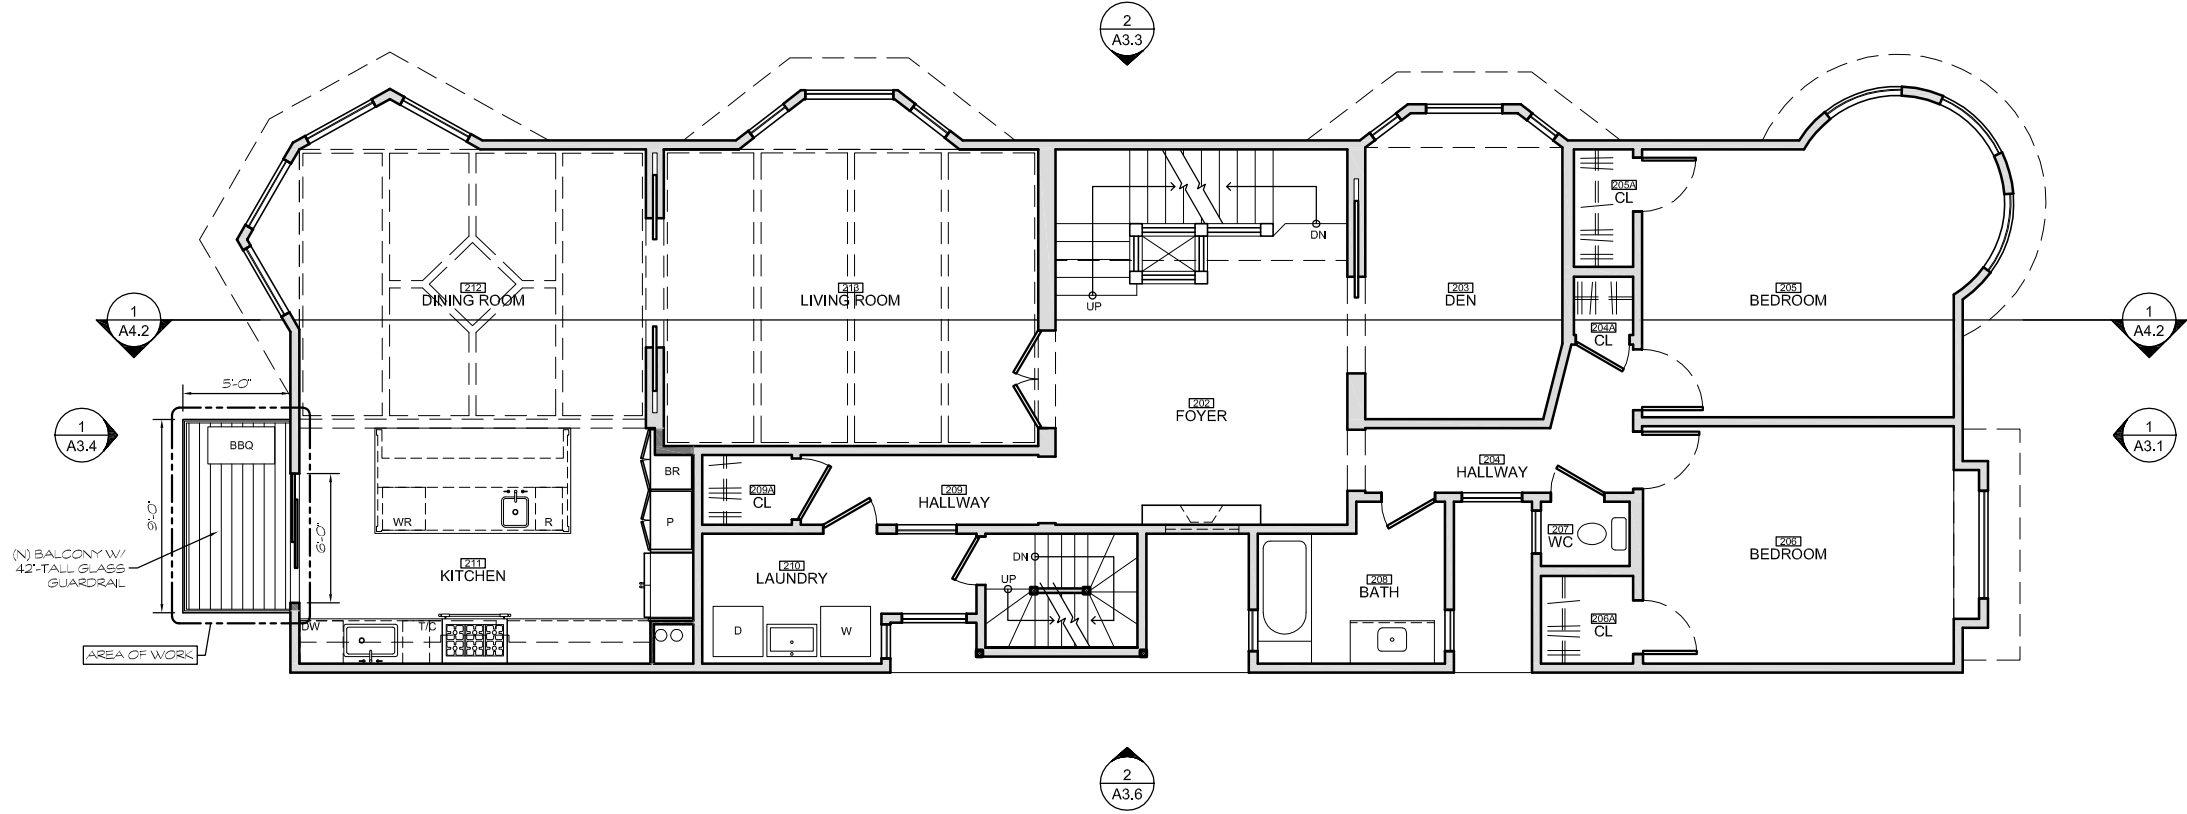 2
A3.3
205A
CL
DN
212
DINING ROOM
213
LIVING ROOM
203
DEN
205
BEDROOM
UP
1
A4.2
1
A4.2
204A
CL
5'-0"
202
FOYER
1
A3.4
1
A3.1
BBQ
BR
204
HALLWAY
209A
CL
209
HALLWAY
9'-0"
6'-0"
WR
R
P
207
WC
206
BEDROOM
(N) BALCONY W/
42"-TALL GLASS
GUARDRAIL
211
KITCHEN
210
LAUNDRY
DN
UP
208
BATH
DW
T/C
D
W
206A
CL
AREA OF WORK
2
A3.6